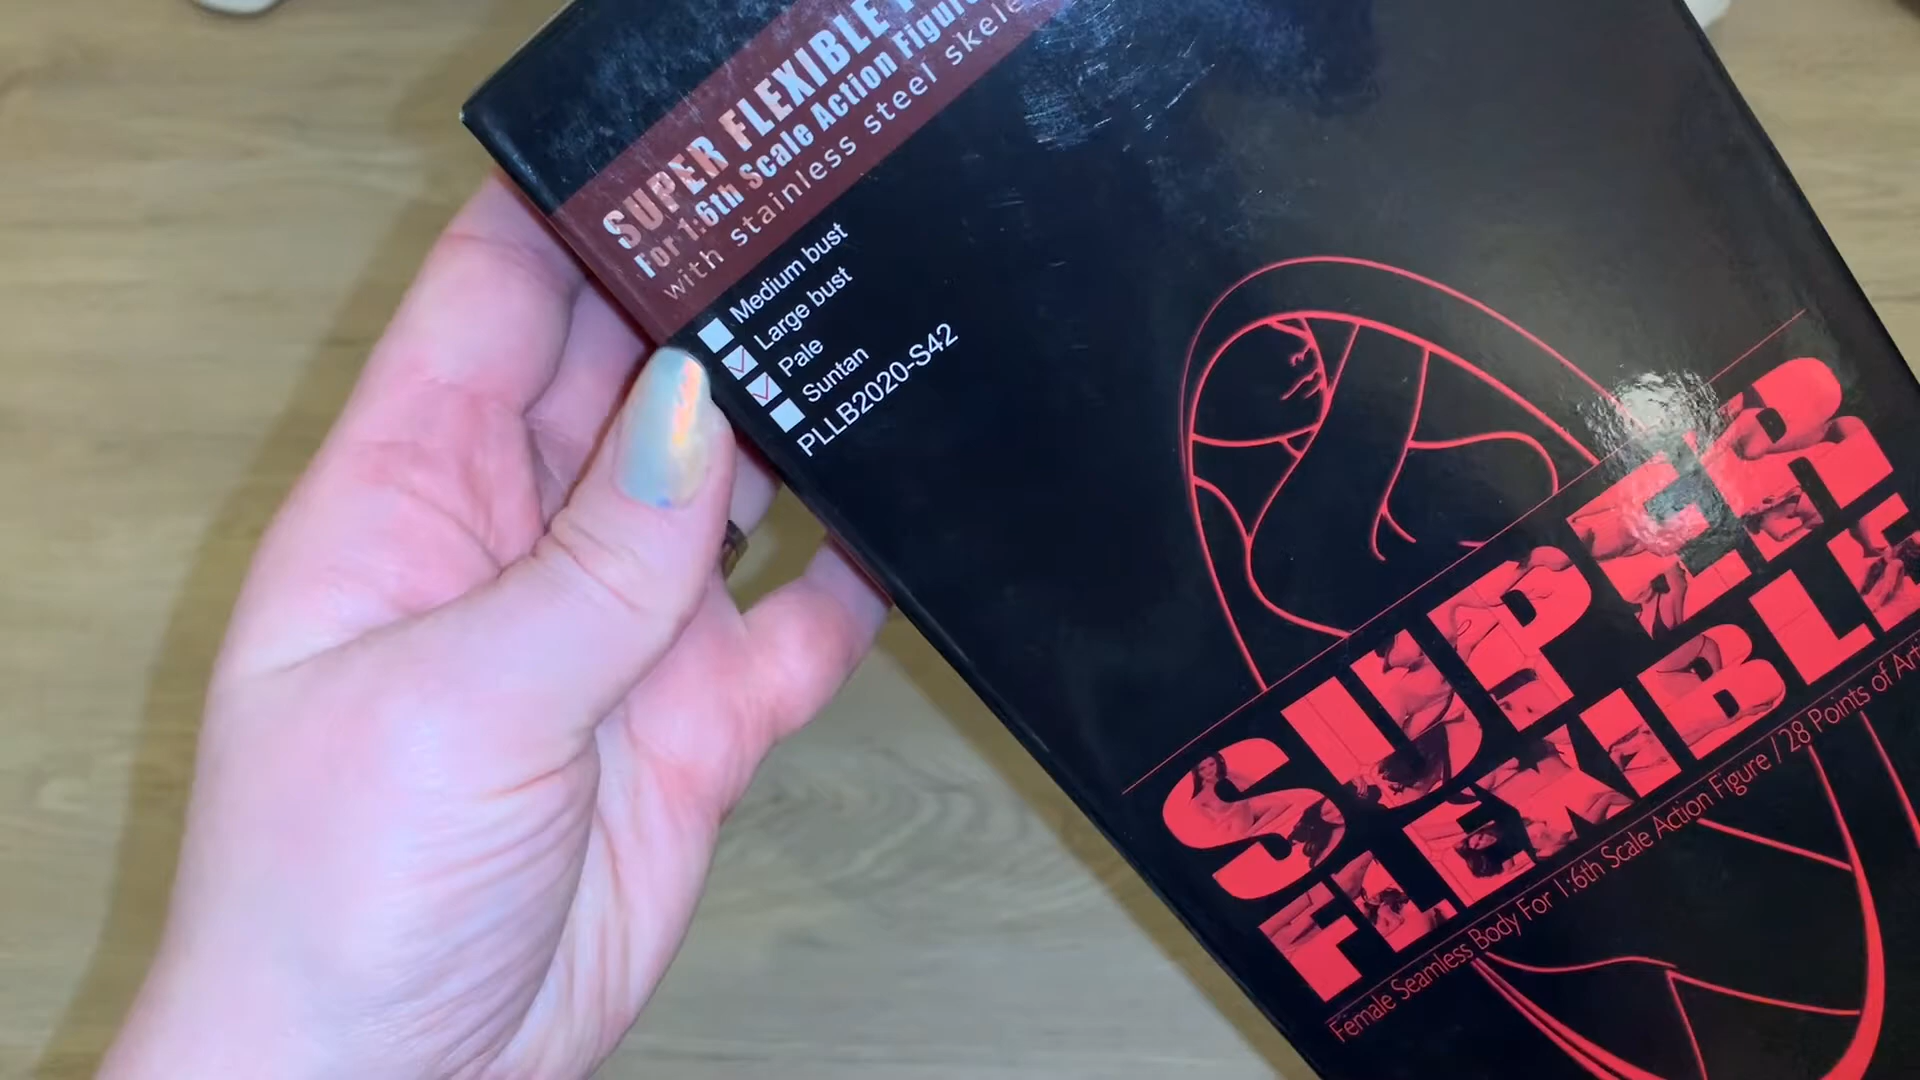 SUPER FLEXIBLE
For 1:6th Scale Action Figure
with stainless steel
Medium bust
Large bust
Pale
Suntan
PLLB2020-S42
SUPER
FLEXIBLE
Female Seamless Body For 1:6th Scale Action Figure / 28 Points of